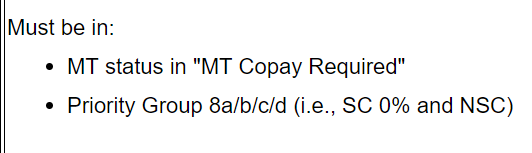 Must be in:
• MT status in "MT Copay Required"
• Priority Group 8a/b/c/d (i.e., SC 0% and NSC)